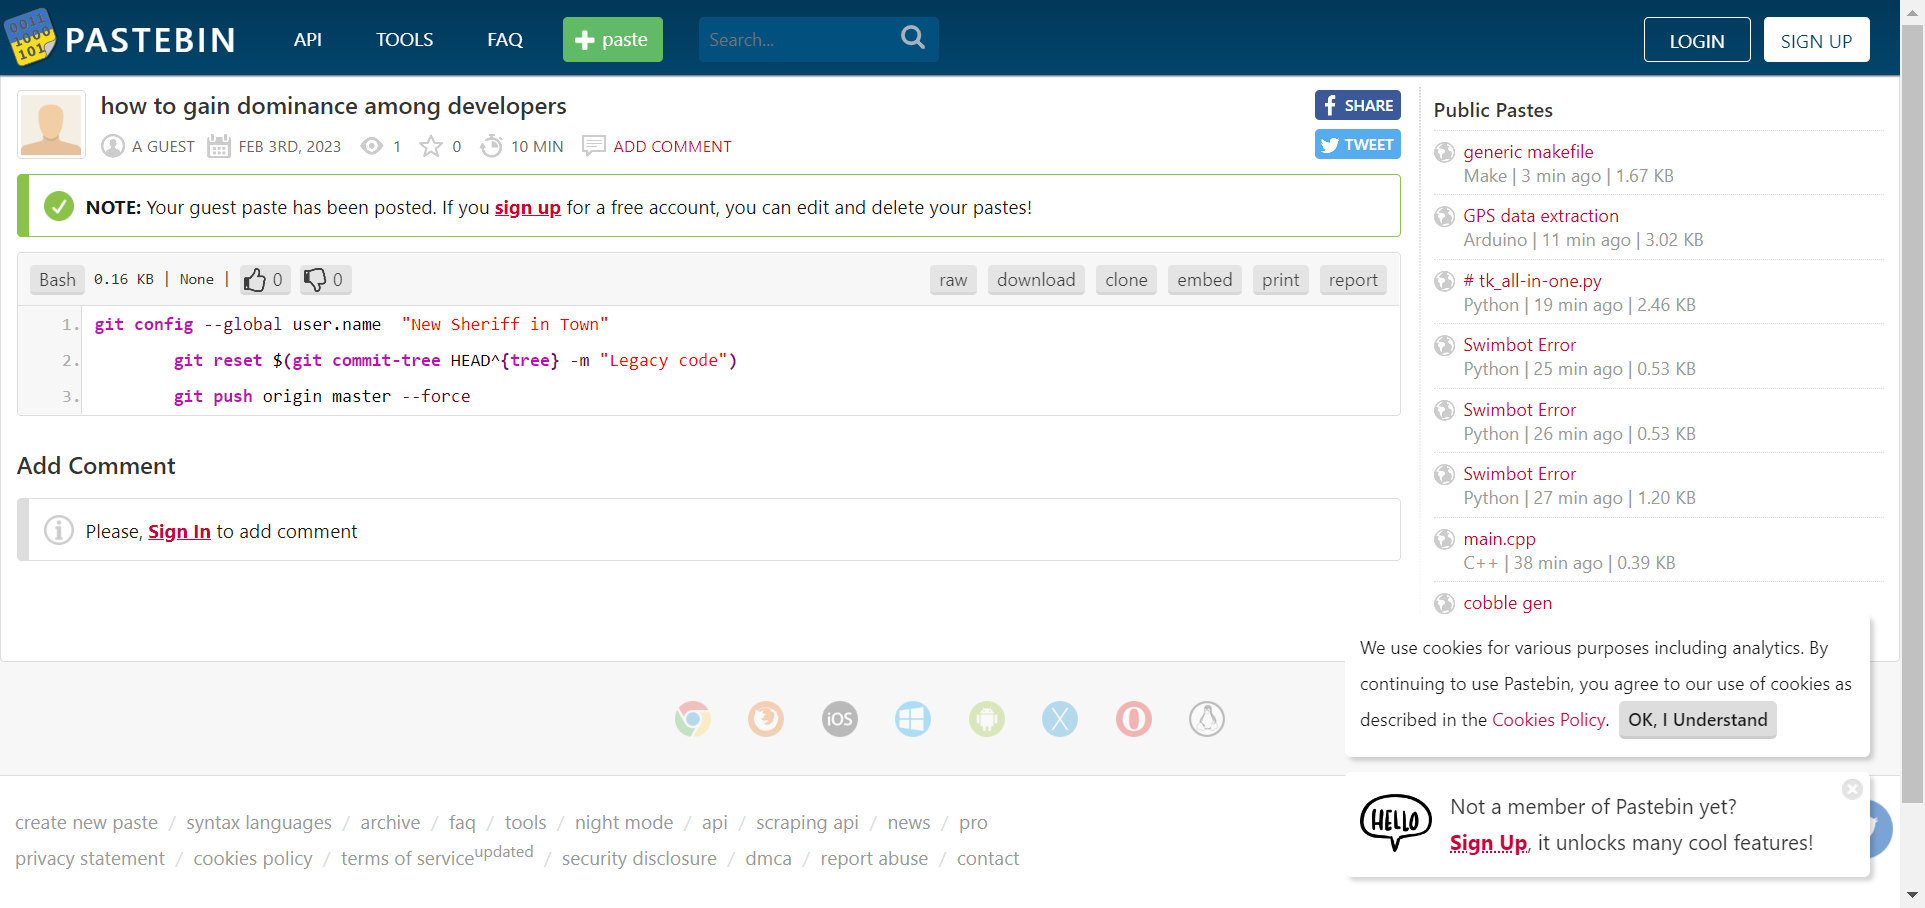 0011
1000
101
PASTEBIN API TOOLS FAQ paste Search... LOGIN SIGN UP
how to gain dominance among developers
A GUEST FEB 3RD, 2023 1 0 10 MIN ADD COMMENT
SHARE
TWEET
NOTE: Your guest paste has been posted. If you sign up for a free account, you can edit and delete your pastes!
Bash 0.16 KB | None | 0 0 raw download clone embed print report
1. git config --global user.name  "New Sheriff in Town"
2.         git reset $(git commit-tree HEAD^{tree} -m "Legacy code")
3.         git push origin master --force
Add Comment
Please, Sign In to add comment
Public Pastes
generic makefile
Make | 3 min ago | 1.67 KB
GPS data extraction
Arduino | 11 min ago | 3.02 KB
# tk_all-in-one.py
Python | 19 min ago | 2.46 KB
Swimbot Error
Python | 25 min ago | 0.53 KB
Swimbot Error
Python | 26 min ago | 0.53 KB
Swimbot Error
Python | 27 min ago | 1.20 KB
main.cpp
C++ | 38 min ago | 0.39 KB
cobble gen
We use cookies for various purposes including analytics. By
continuing to use Pastebin, you agree to our use of cookies as
described in the Cookies Policy. OK, I Understand
iOS
HELLO
Not a member of Pastebin yet?
Sign Up, it unlocks many cool features!
create new paste / syntax languages / archive / faq / tools / night mode / api / scraping api / news / pro
privacy statement / cookies policy / terms of service updated / security disclosure / dmca / report abuse / contact